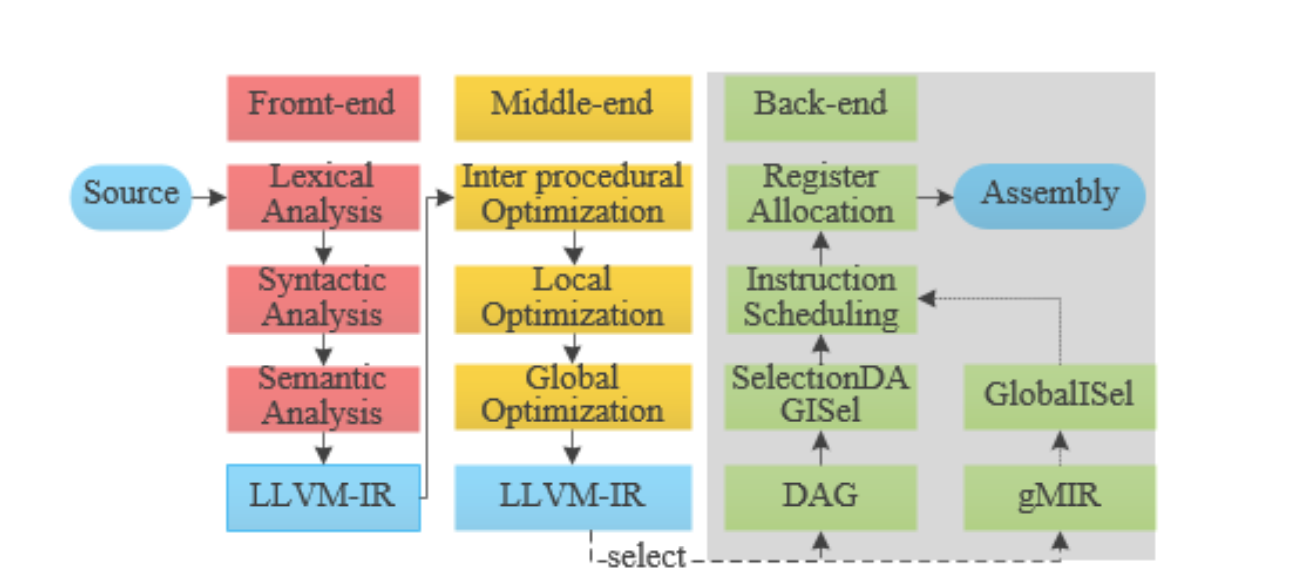 Fromt-end
Middle-end
Back-end
Source
Lexical
Analysis
Inter procedural
Optimization
Register
Allocation
Assembly
Syntactic
Analysis
Local
Optimization
Instruction
Scheduling
Semantic
Analysis
Global
Optimization
SelectionDA
GISel
GlobalISel
LLVM-IR
LLVM-IR
DAG
gMIR
select